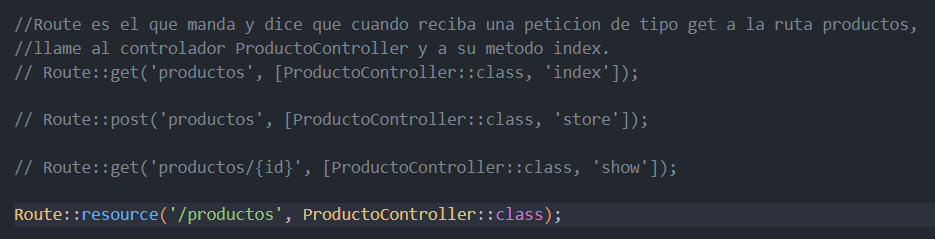 //Route es el que manda y dice que cuando reciba una peticion de tipo get a la ruta productos,
//llame al controlador ProductoController y a su metodo index.
// Route::get('productos', [ProductoController::class, 'index']);
// Route::post('productos', [ProductoController::class, 'store']);
// Route::get('productos/{id}', [ProductoController::class, 'show']);
Route::resource('/productos', ProductoController::class);